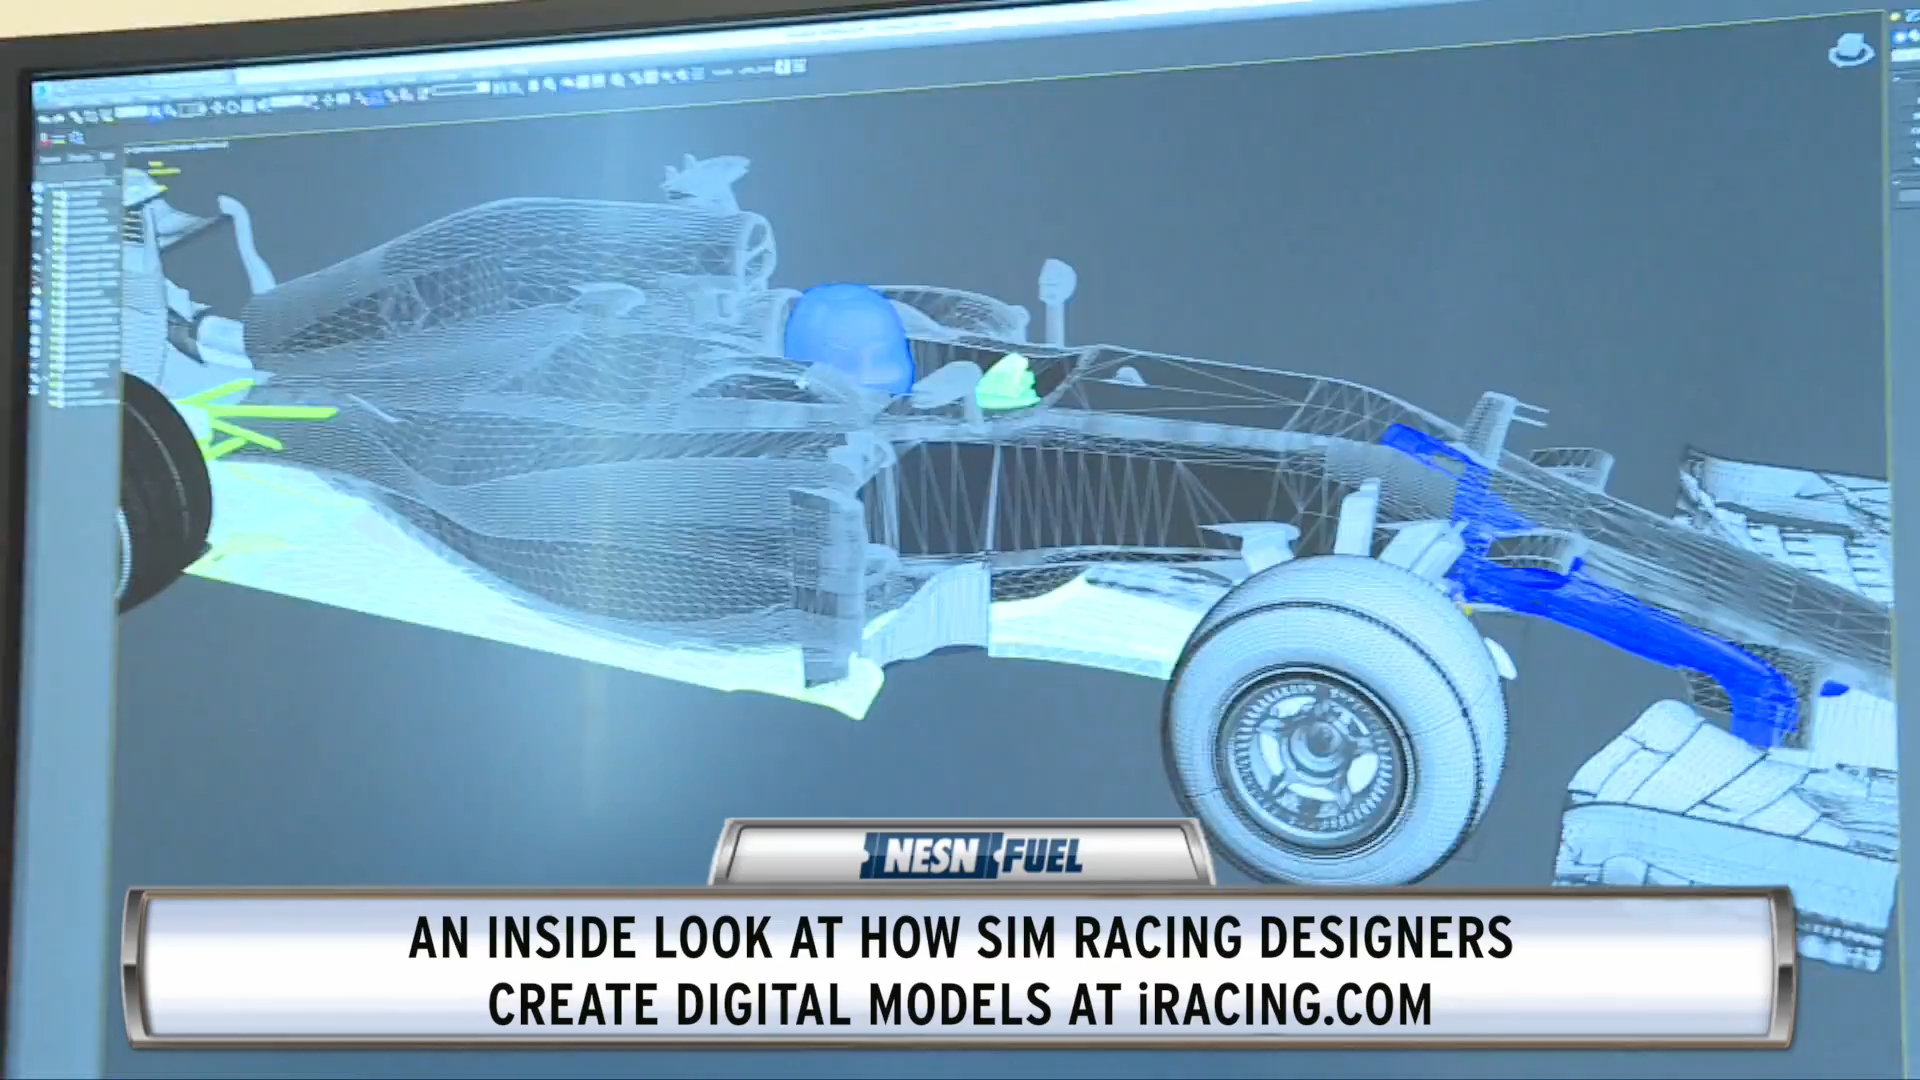 NESN FUEL
AN INSIDE LOOK AT HOW SIM RACING DESIGNERS
CREATE DIGITAL MODELS AT iRACING.COM